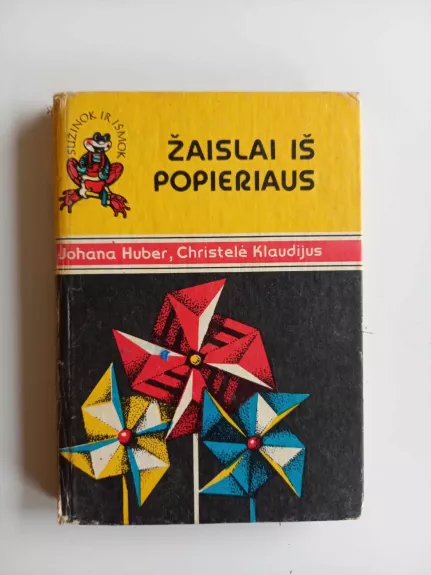 SUŽINOK IR IŠMOK
ŽAISLAI IŠ
POPIERIAUS
Johana Huber, Christelė Klaudijus